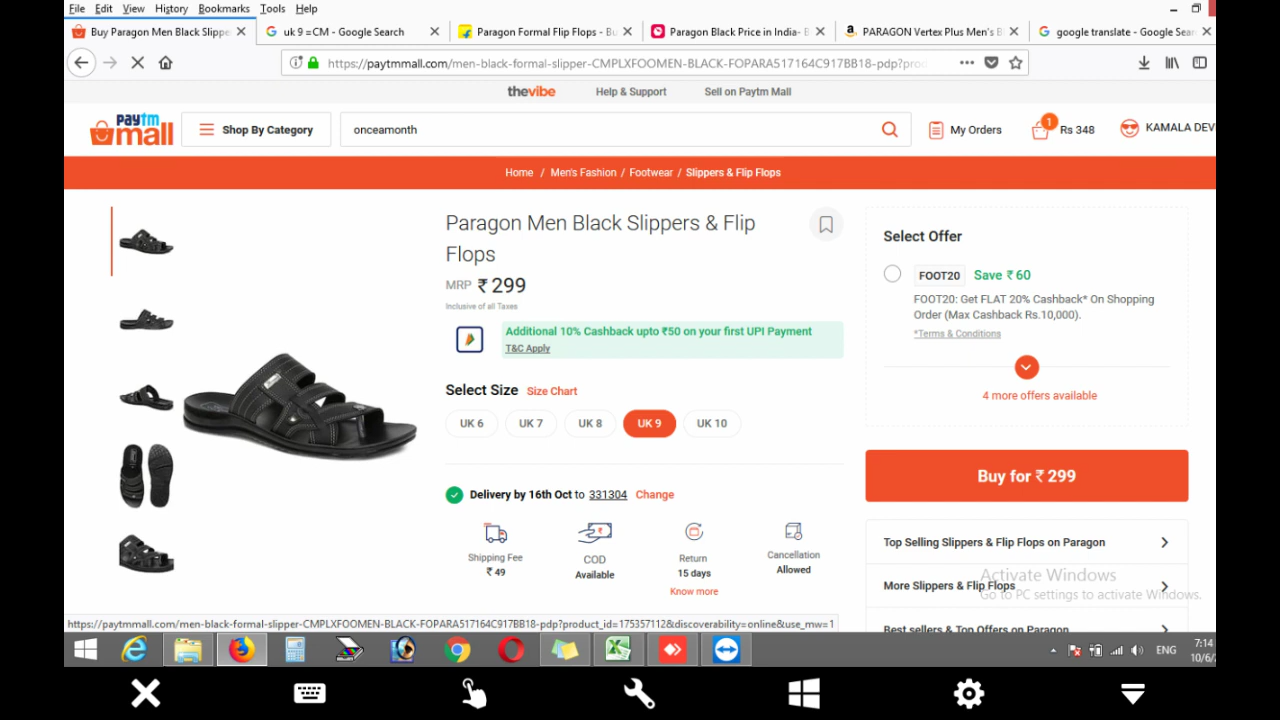 File Edit View History Bookmarks Tools Help
Buy Paragon Men Black Slippe
uk 9 =CM - Google Search
Paragon Formal Flip Flops - Bu
Paragon Black Price in India- B
PARAGON Vertex Plus Men's Bl
google translate - Google Sear
https://paytmmall.com/men-black-formal-slipper-CMPLXFOOMEN-BLACK-FOPARA517164C917BB18-pdp?proc
thevibe Help & Support Sell on Paytm Mall
paytm
mall
Shop By Category
onceamonth
My Orders
1
Rs 348
KAMALA DEV
Home / Men's Fashion / Footwear / Slippers & Flip Flops
Paragon Men Black Slippers & Flip
Flops
MRP ₹ 299
Inclusive of all Taxes
Additional 10% Cashback upto ₹50 on your first UPI Payment
T&C Apply
Select Size Size Chart
UK 6 UK 7 UK 8 UK 9 UK 10
Delivery by 16th Oct to 331304 Change
Shipping Fee
₹ 49
COD
Available
Return
15 days
Know more
Cancellation
Allowed
Select Offer
FOOT20 Save ₹ 60
FOOT20: Get FLAT 20% Cashback* On Shopping
Order (Max Cashback Rs.10,000).
*Terms & Conditions
4 more offers available
Buy for ₹ 299
Top Selling Slippers & Flip Flops on Paragon
More Slippers & Flip Flops
Best sellers & Top Offers on Paragon
Activate Windows
Go to PC settings to activate Windows.
https://paytmmall.com/men-black-formal-slipper-CMPLXFOOMEN-BLACK-FOPARA517164C917BB18-pdp?product_id=175357112&discoverability=online&use_mw=1
ENG
7:14
10/6/